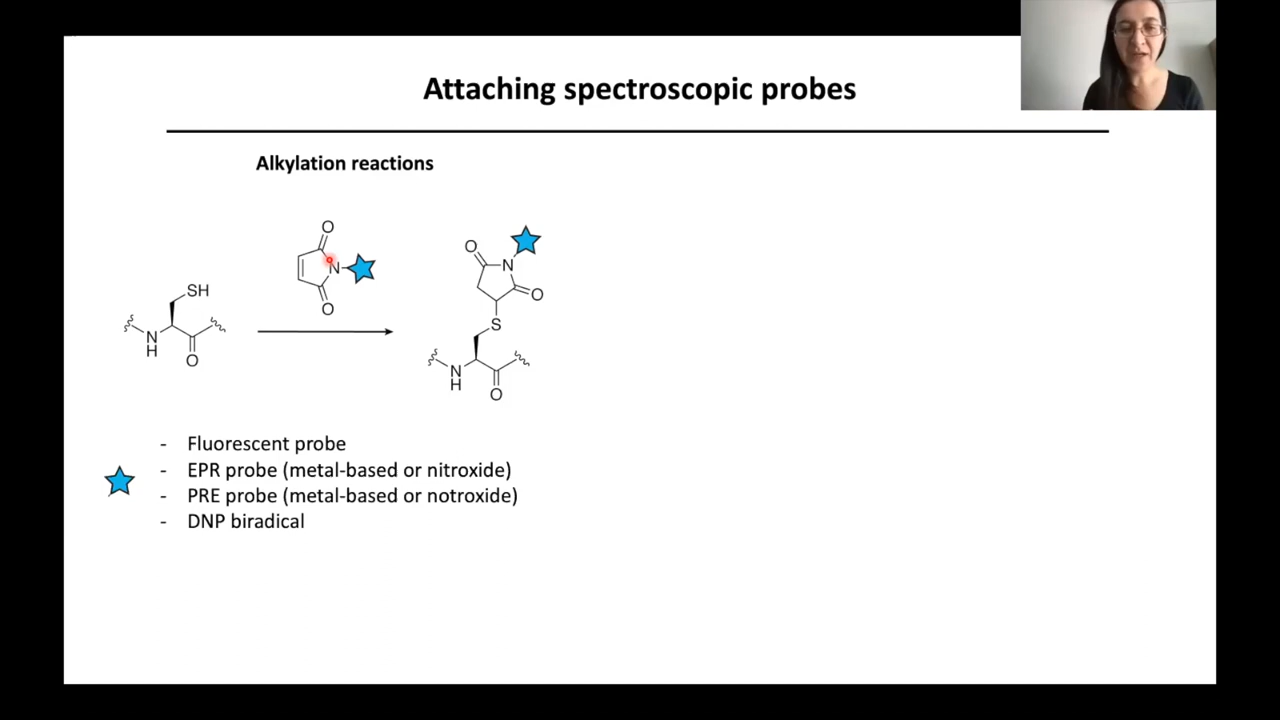 Attaching spectroscopic probes
Alkylation reactions
O
N
O
SH
N
H
O
O
N
O
S
N
H
O
- Fluorescent probe
- EPR probe (metal-based or nitroxide)
- PRE probe (metal-based or notroxide)
- DNP biradical